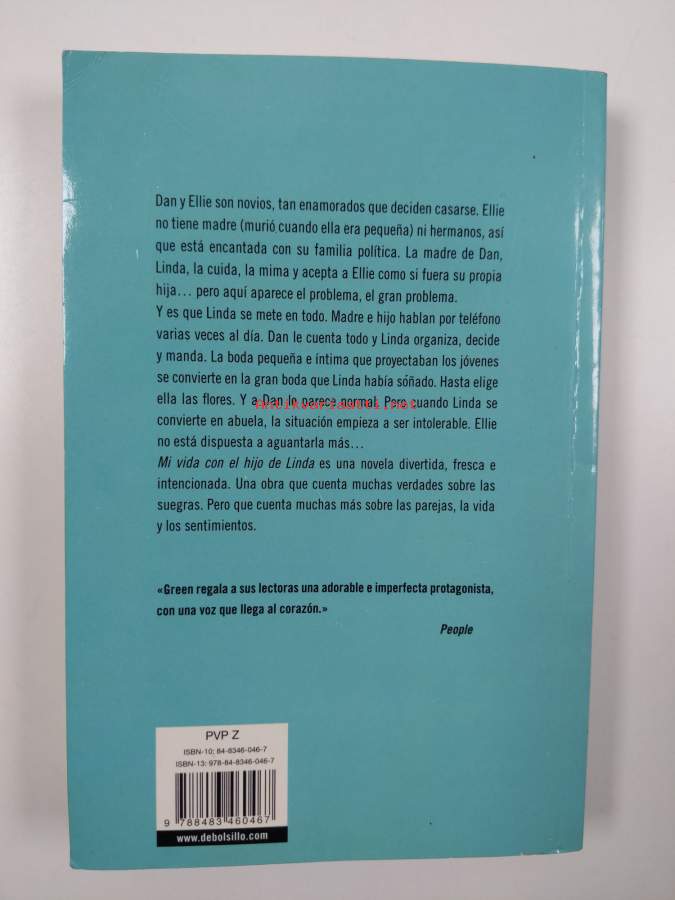 Dan y Ellie son novios, tan enamorados que deciden casarse. Ellie
no tiene madre (murió cuando ella era pequeña) ni hermanos, así
que está encantada con su familia política. La madre de Dan,
Linda, la cuida, la mima y acepta a Ellie como si fuera su propia
hija... pero aquí aparece el problema, el gran problema.
Y es que Linda se mete en todo. Madre e hijo hablan por teléfono
varias veces al día. Dan le cuenta todo y Linda organiza, decide
y manda. La boda pequeña e íntima que proyectaban los jóvenes
se convierte en la gran boda que Linda había soñado. Hasta elige
ella las flores. Y a Dan le parece normal. Pero cuando Linda se
Antikvariaatti.net
convierte en abuela, la situación empieza a ser intolerable. Ellie
no está dispuesta a aguantarla más...
Mi vida con el hijo de Linda es una novela divertida, fresca e
intencionada. Una obra que cuenta muchas verdades sobre las
suegras. Pero que cuenta muchas más sobre las parejas, la vida
y los sentimientos.
«Green regala a sus lectoras una adorable e imperfecta protagonista,
con una voz que llega al corazón.»
People
PVP Z
ISBN-10: 84-8346-046-7
ISBN-13: 978-84-8346-046-7
9 788483 460467
www.debolsillo.com